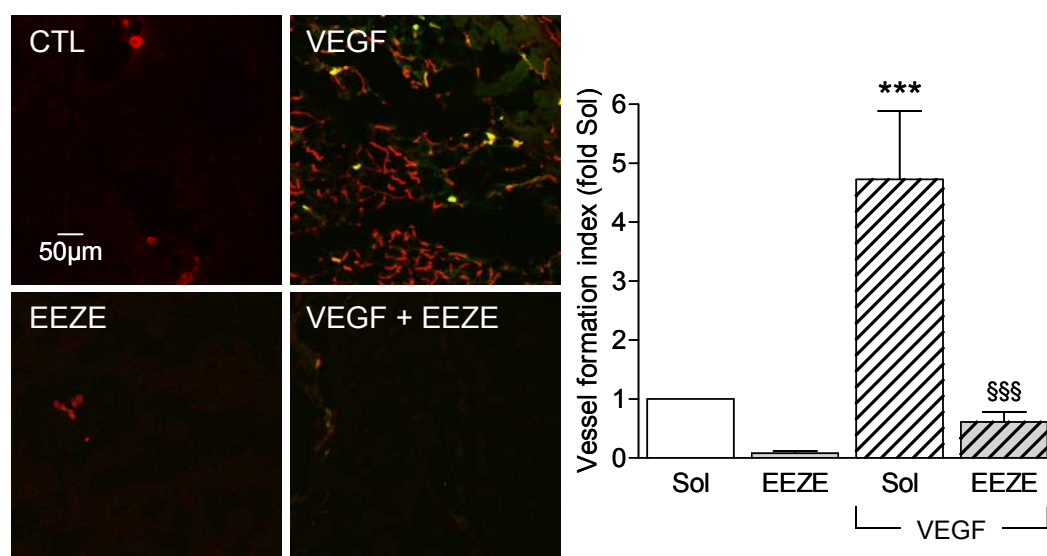 CTL
VEGF
50µm
EEZE
VEGF + EEZE
Vessel formation index (fold Sol)
6
5
4
3
2
1
0
***
§§§
Sol
EEZE
Sol
EEZE
VEGF